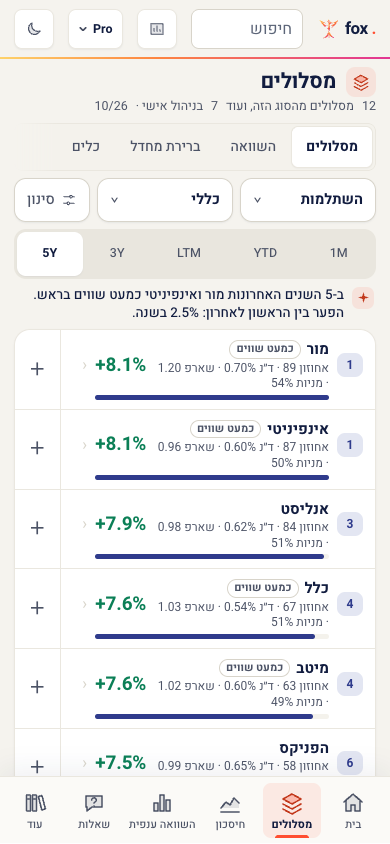 fox.
חיפוש
Pro
מסלולים
12 מסלולים מהסוג הזה, ועוד 7 בניהול אישי · 10/26
מסלולים
השוואה
ברירת מחדל
כלים
השתלמות
כללי
סינון
1M
YTD
LTM
3Y
5Y
ב-5 השנים האחרונות מור ואינפיניטי כמעט שווים בראש.
הפער בין הראשון לאחרון: 2.5% בשנה.
1
מור
כמעט שווים
אחוזון 89 · ד״נ 0.70% · שארפ 1.20
· מניות 54%
+8.1%
1
אינפיניטי
כמעט שווים
אחוזון 87 · ד״נ 0.60% · שארפ 0.96
· מניות 50%
+8.1%
3
אנליסט
אחוזון 84 · ד״נ 0.62% · שארפ 0.98
· מניות 51%
+7.9%
4
כלל
כמעט שווים
אחוזון 67 · ד״נ 0.54% · שארפ 1.03
· מניות 51%
+7.6%
4
מיטב
כמעט שווים
אחוזון 63 · ד״נ 0.60% · שארפ 1.02
· מניות 49%
+7.6%
6
הפניקס
אחוזון 58 · ד״נ 0.65% · שארפ 0.99
+7.5%
בית
מסלולים
חיסכון
השוואה ענפית
שאלות
עוד